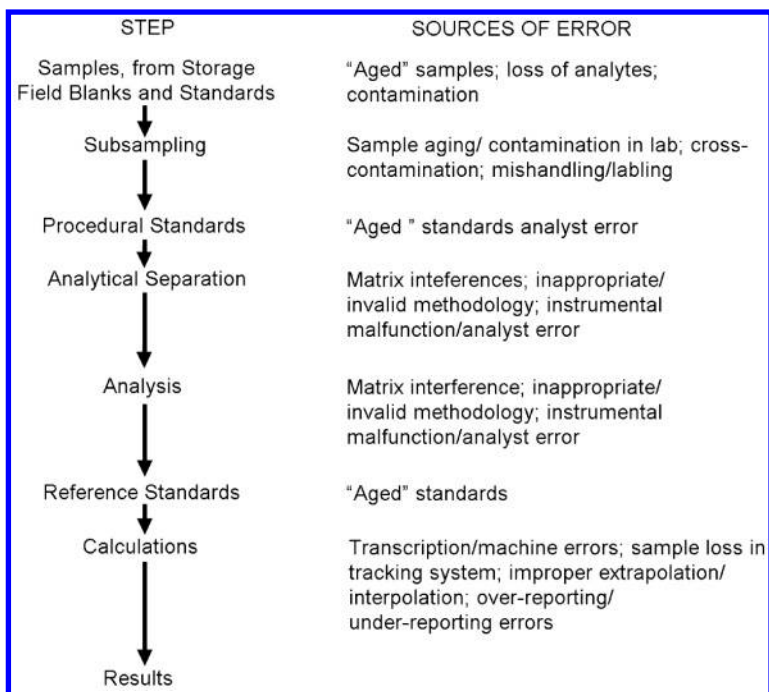 STEP SOURCES OF ERROR
Samples, from Storage "Aged" samples; loss of analytes;
Field Blanks and Standards contamination
Subsampling Sample aging/ contamination in lab; cross-
contamination; mishandling/labling
Procedural Standards "Aged " standards analyst error
Analytical Separation Matrix inteferences; inappropriate/
invalid methodology; instrumental
malfunction/analyst error
Analysis Matrix interference; inappropriate/
invalid methodology; instrumental
malfunction/analyst error
Reference Standards "Aged" standards
Calculations Transcription/machine errors; sample loss in
tracking system; improper extrapolation/
interpolation; over-reporting/
under-reporting errors
Results